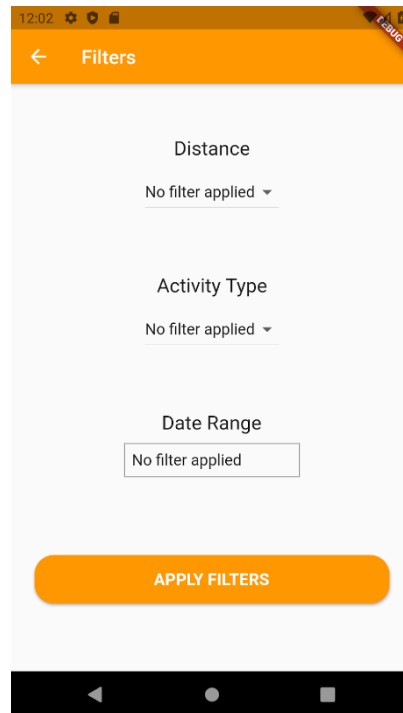 12:02
DEBUG
Filters
Distance
No filter applied
Activity Type
No filter applied
Date Range
No filter applied
APPLY FILTERS